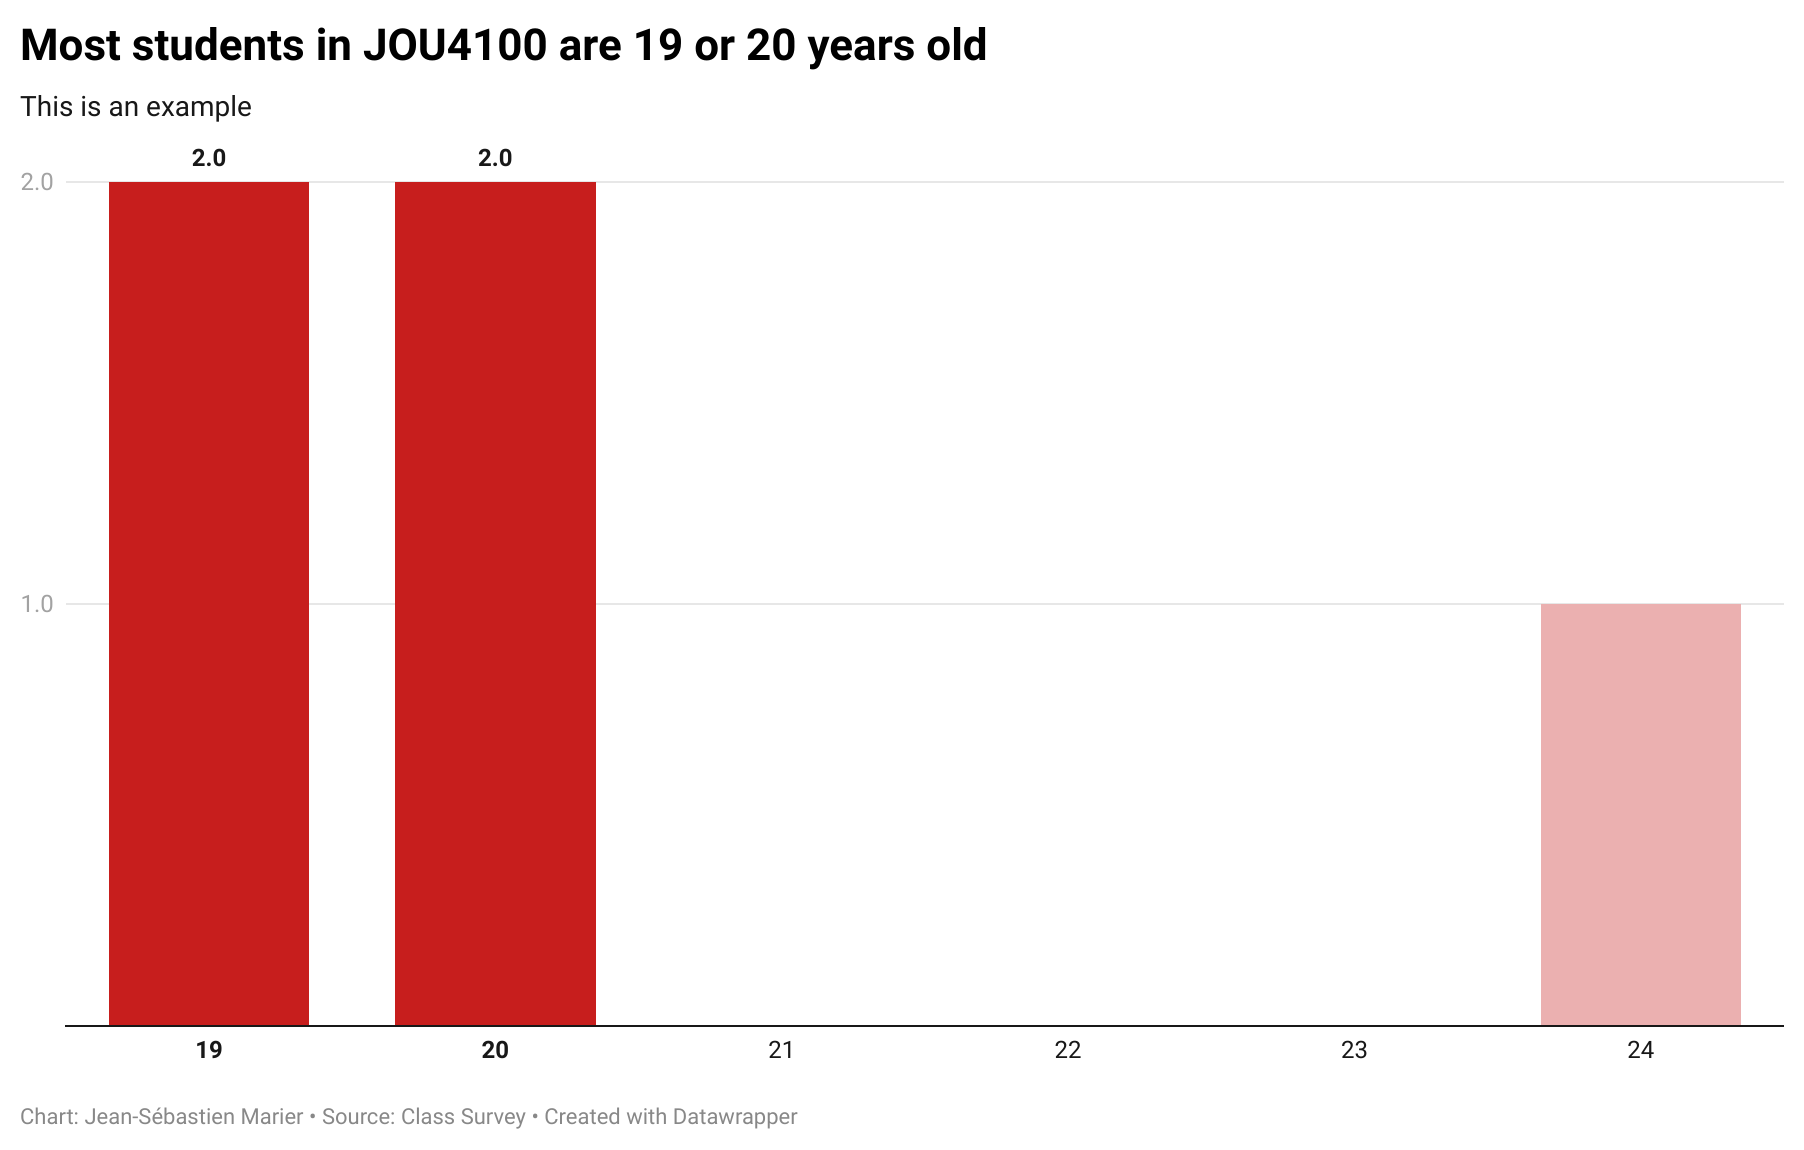 Most students in JOU4100 are 19 or 20 years old
This is an example
2.0 2.0
2.0
1.0
19 20 21 22 23 24
Chart: Jean-Sébastien Marier • Source: Class Survey • Created with Datawrapper